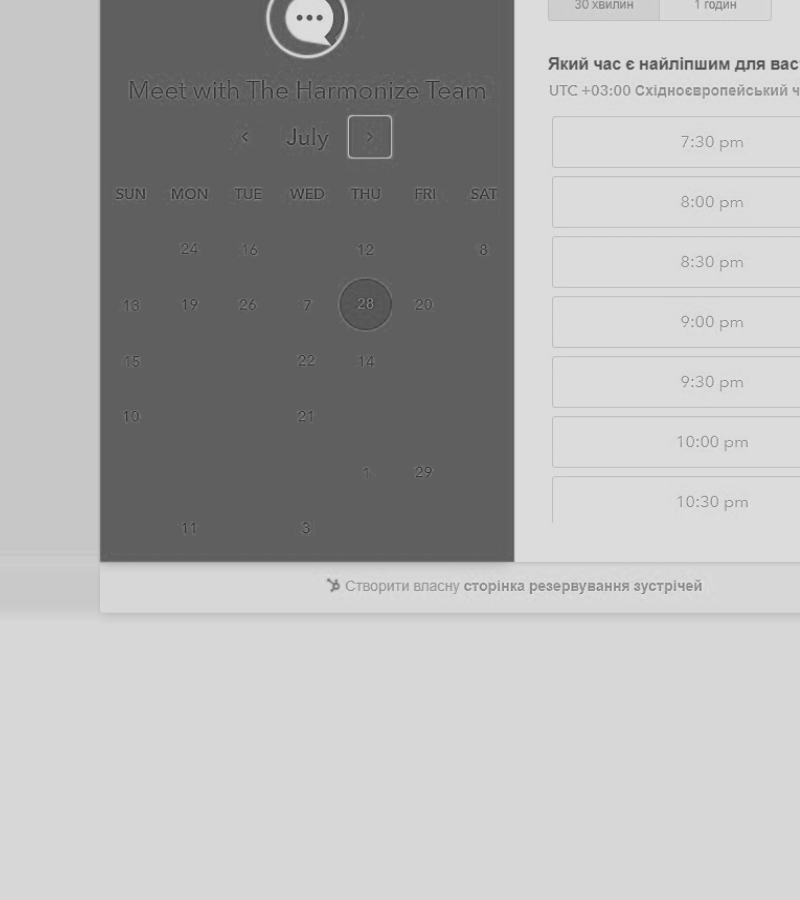 30 хвилин 1 годин
Meet with The Harmonize Team
July
SUN MON TUE WED THU FRI SAT
24 16 12 8
13 19 26 7 28 20
15 22 14
10 21
1 29
11 3
Який час є найліпшим для вас
UTC +03:00 Східноєвропейський ч
7:30 pm
8:00 pm
8:30 pm
9:00 pm
9:30 pm
10:00 pm
10:30 pm
Створити власну сторінка резервування зустрічей